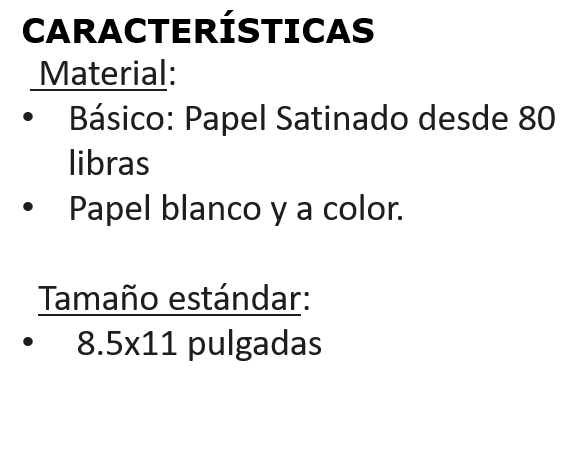 CARACTERÍSTICAS
Material:
• Básico: Papel Satinado desde 80
libras
• Papel blanco y a color.
Tamaño estándar:
• 8.5x11 pulgadas